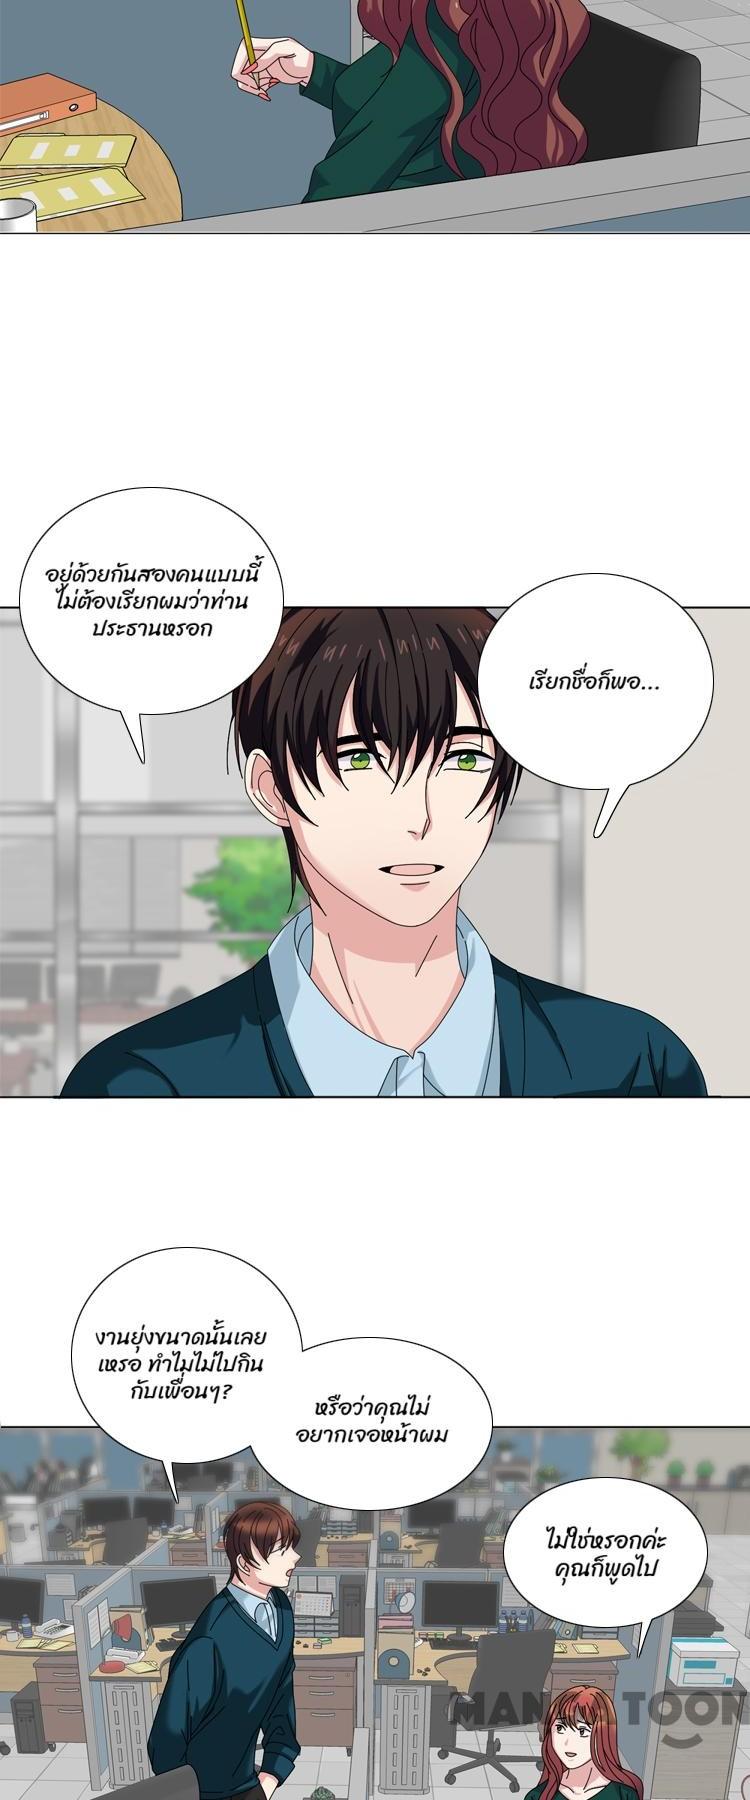 อยู่ด้วยกันสองคนแบบนี้
ไม่ต้องเรียกผมว่าท่าน
ประธานหรอก
เรียกชื่อก็พอ...
งานยุ่งขนาดนั้นเลย
เหรอ ทำไมไม่ไปกิน
กับเพื่อนๆ?
หรือว่าคุณไม่
อยากเจอหน้าผม
ไม่ใช่หรอกค่ะ
คุณก็พูดไป